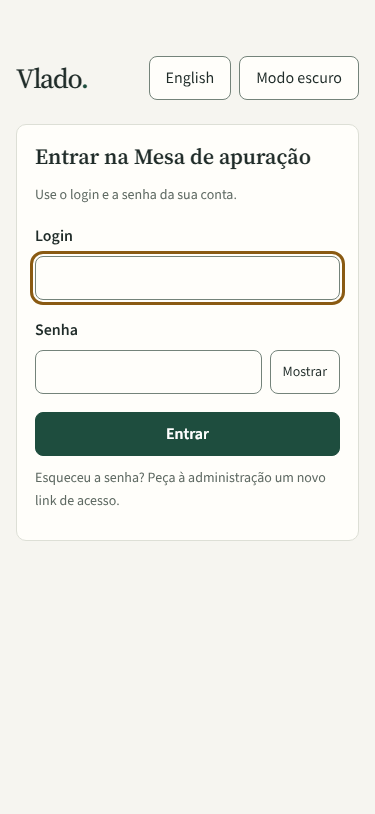 Vlado.
English
Modo escuro
Entrar na Mesa de apuração
Use o login e a senha da sua conta.
Login
Senha
Mostrar
Entrar
Esqueceu a senha? Peça à administração um novo
link de acesso.